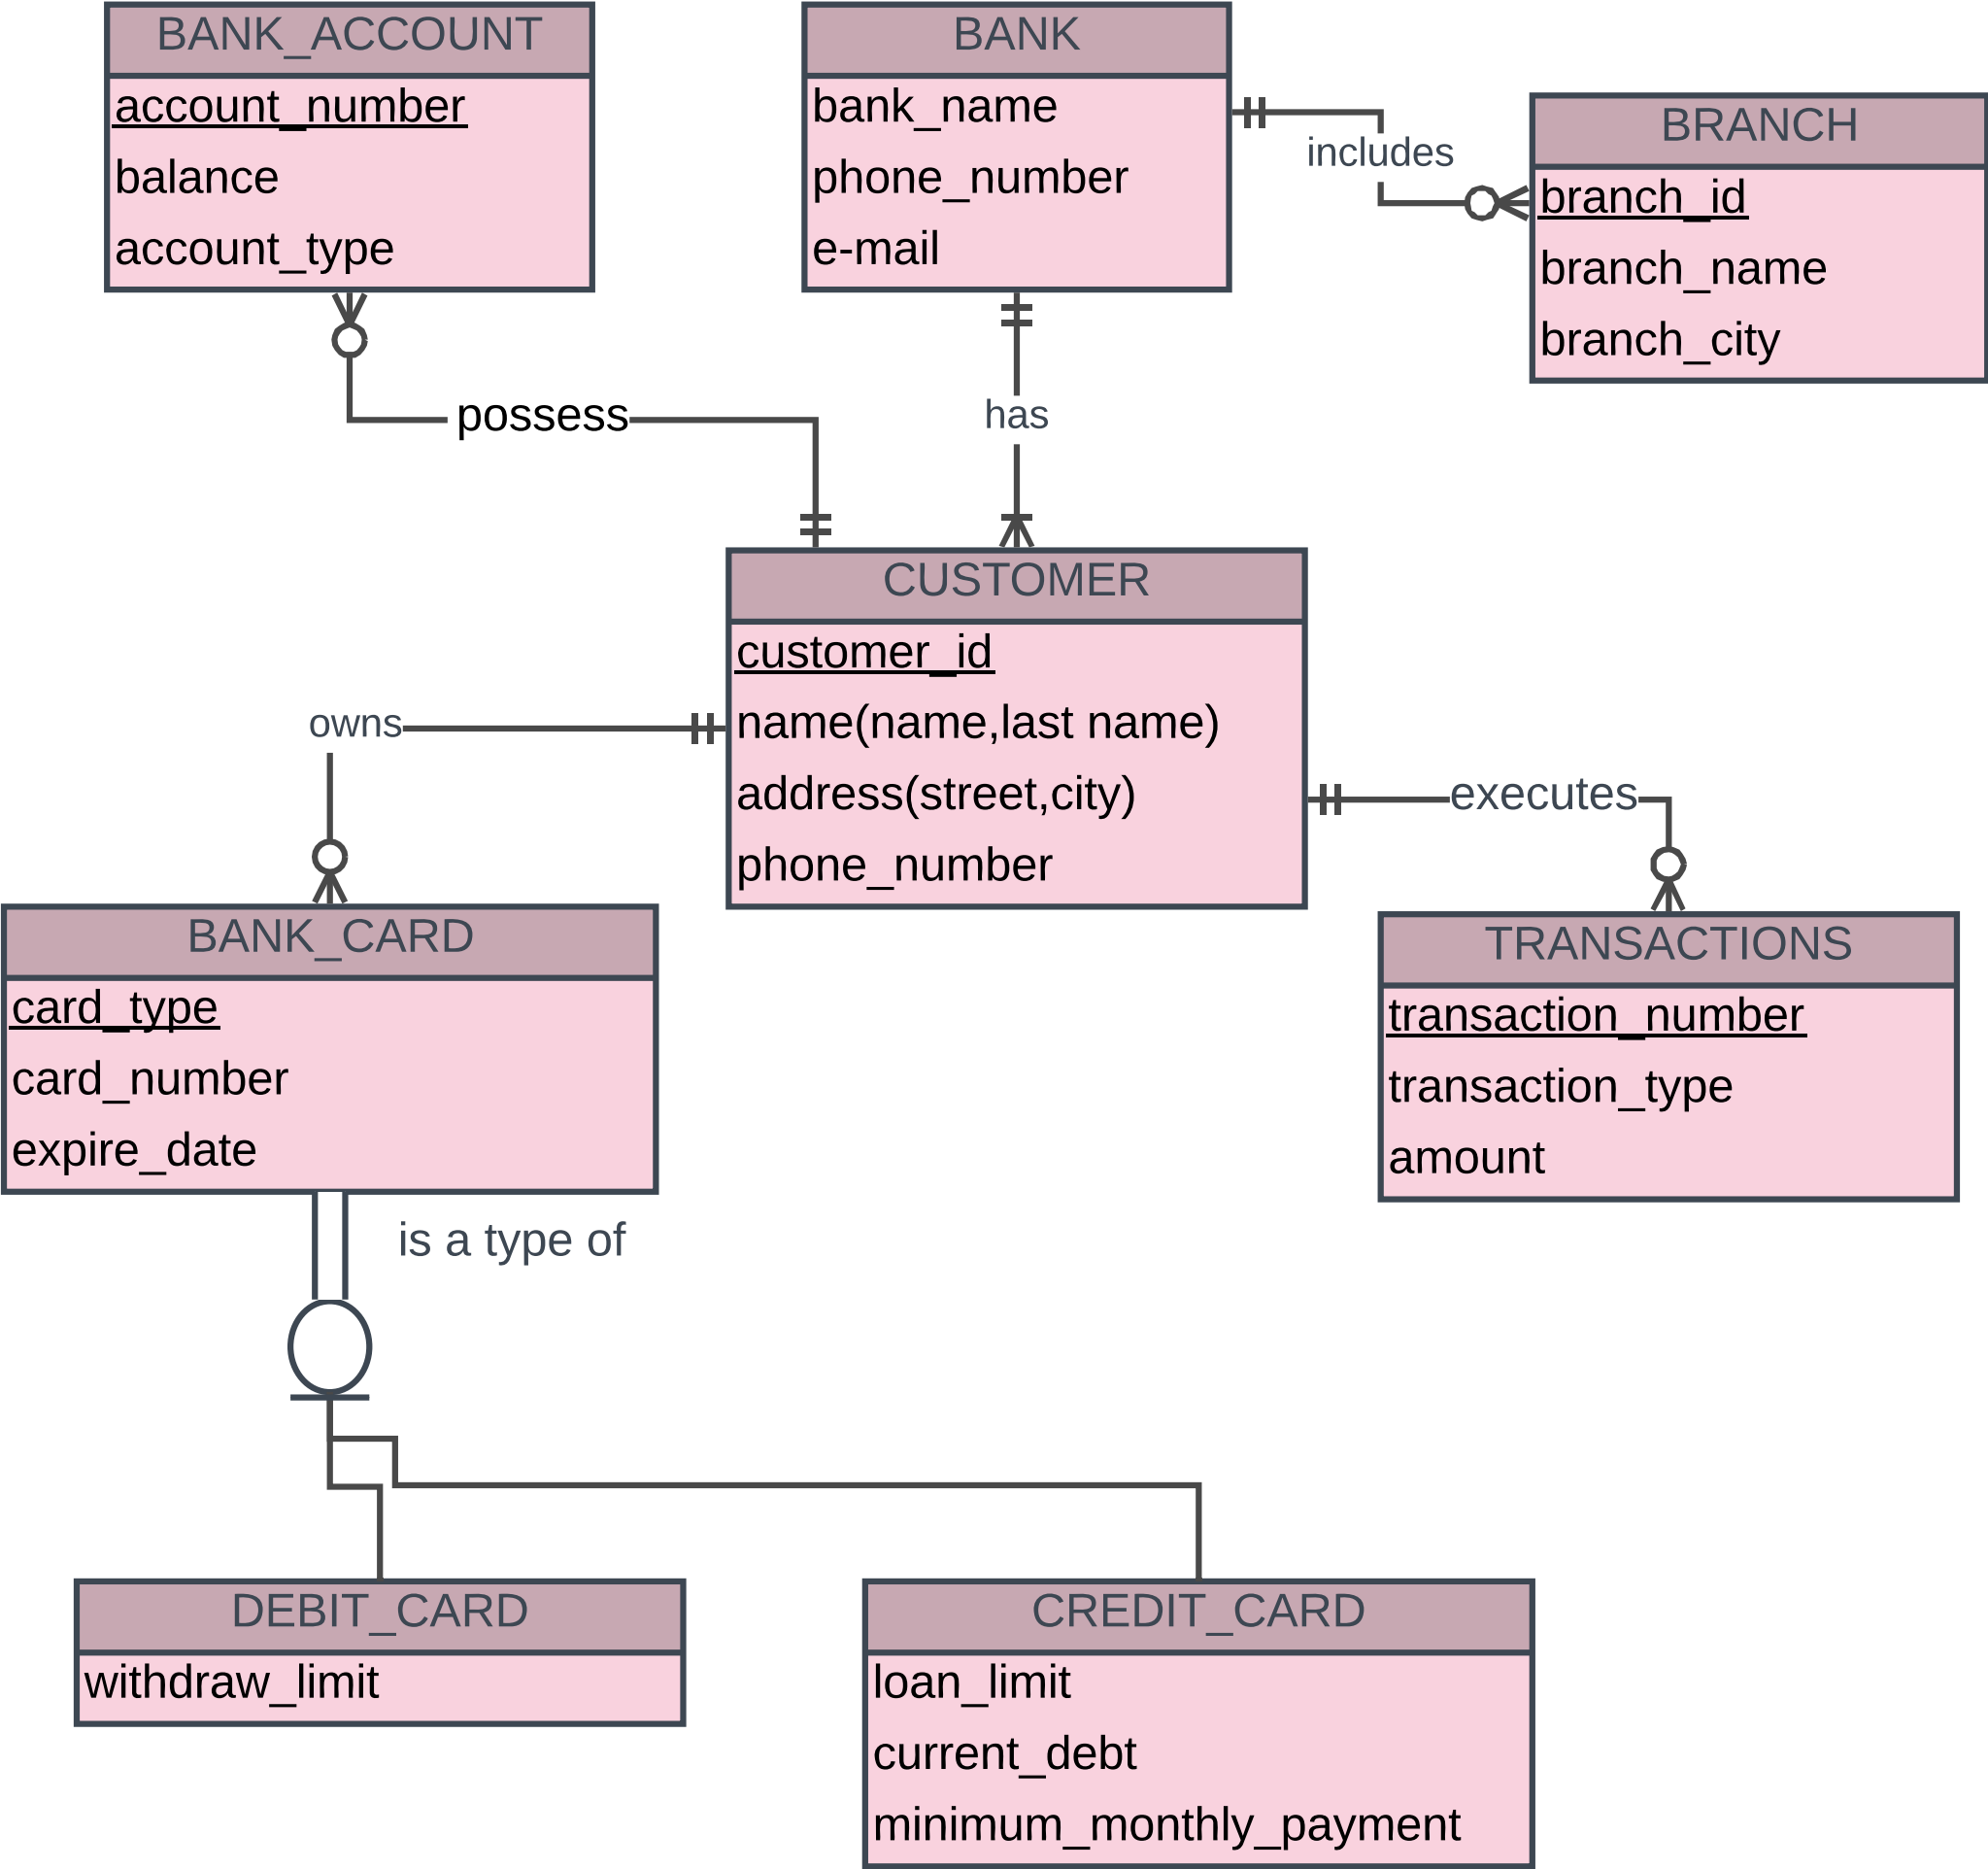 BANK_ACCOUNT
account_number
balance
account_type
BANK
bank_name
phone_number
e-mail
includes
BRANCH
branch_id
branch_name
branch_city
possess
has
CUSTOMER
customer_id
name(name,last name)
address(street,city)
phone_number
owns
executes
BANK_CARD
card_type
card_number
expire_date
TRANSACTIONS
transaction_number
transaction_type
amount
is a type of
DEBIT_CARD
withdraw_limit
CREDIT_CARD
loan_limit
current_debt
minimum_monthly_payment